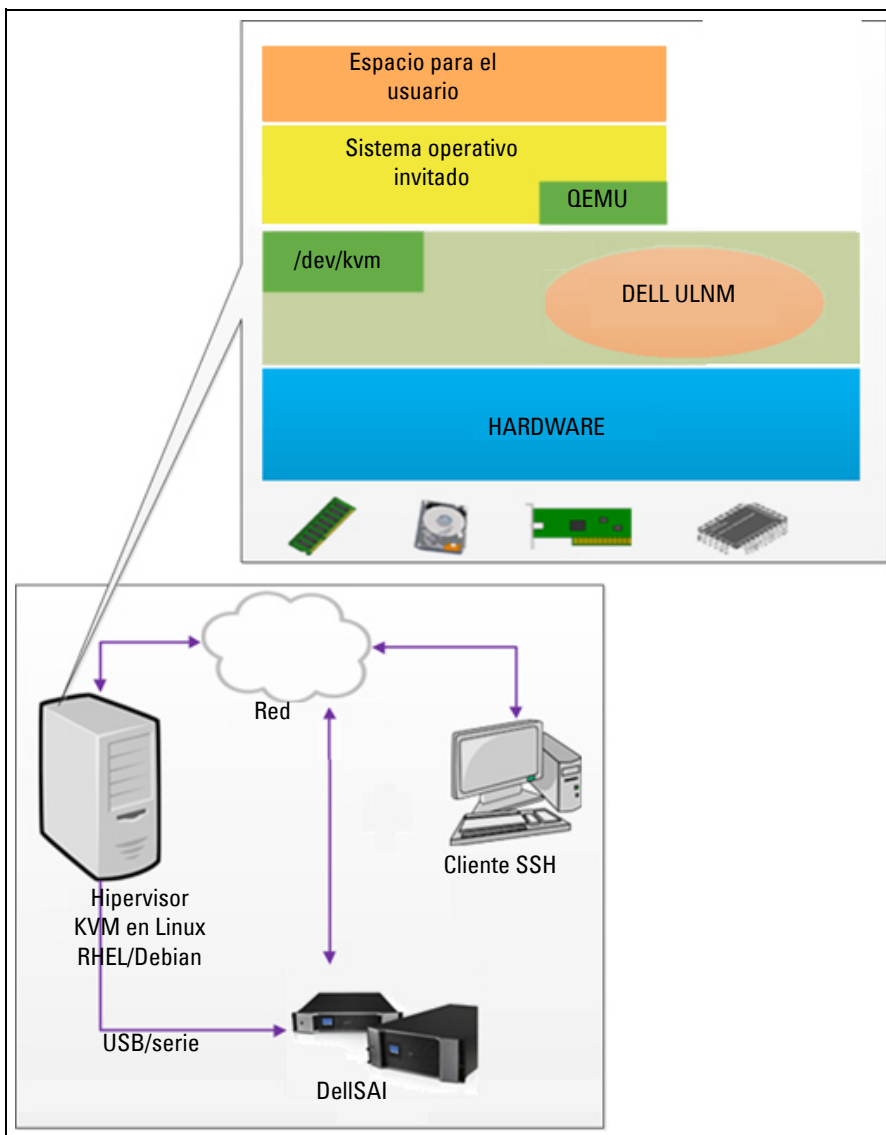 Espacio para el
usuario
Sistema operativo
invitado
QEMU
/dev/kvm
DELL ULNM
HARDWARE
Red
Cliente SSH
Hipervisor
KVM en Linux
RHEL/Debian
USB/serie
DellSAI